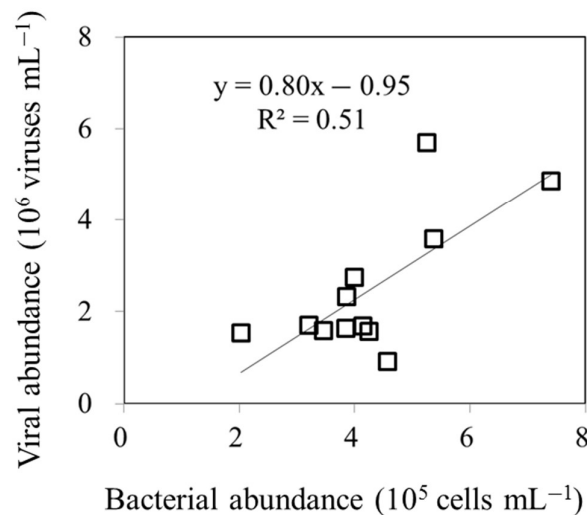 8
6
4
2
0
y = 0.80x − 0.95
R² = 0.51
0 2 4 6 8
Viral abundance (10⁶ viruses mL⁻¹)
Bacterial abundance (10⁵ cells mL⁻¹)